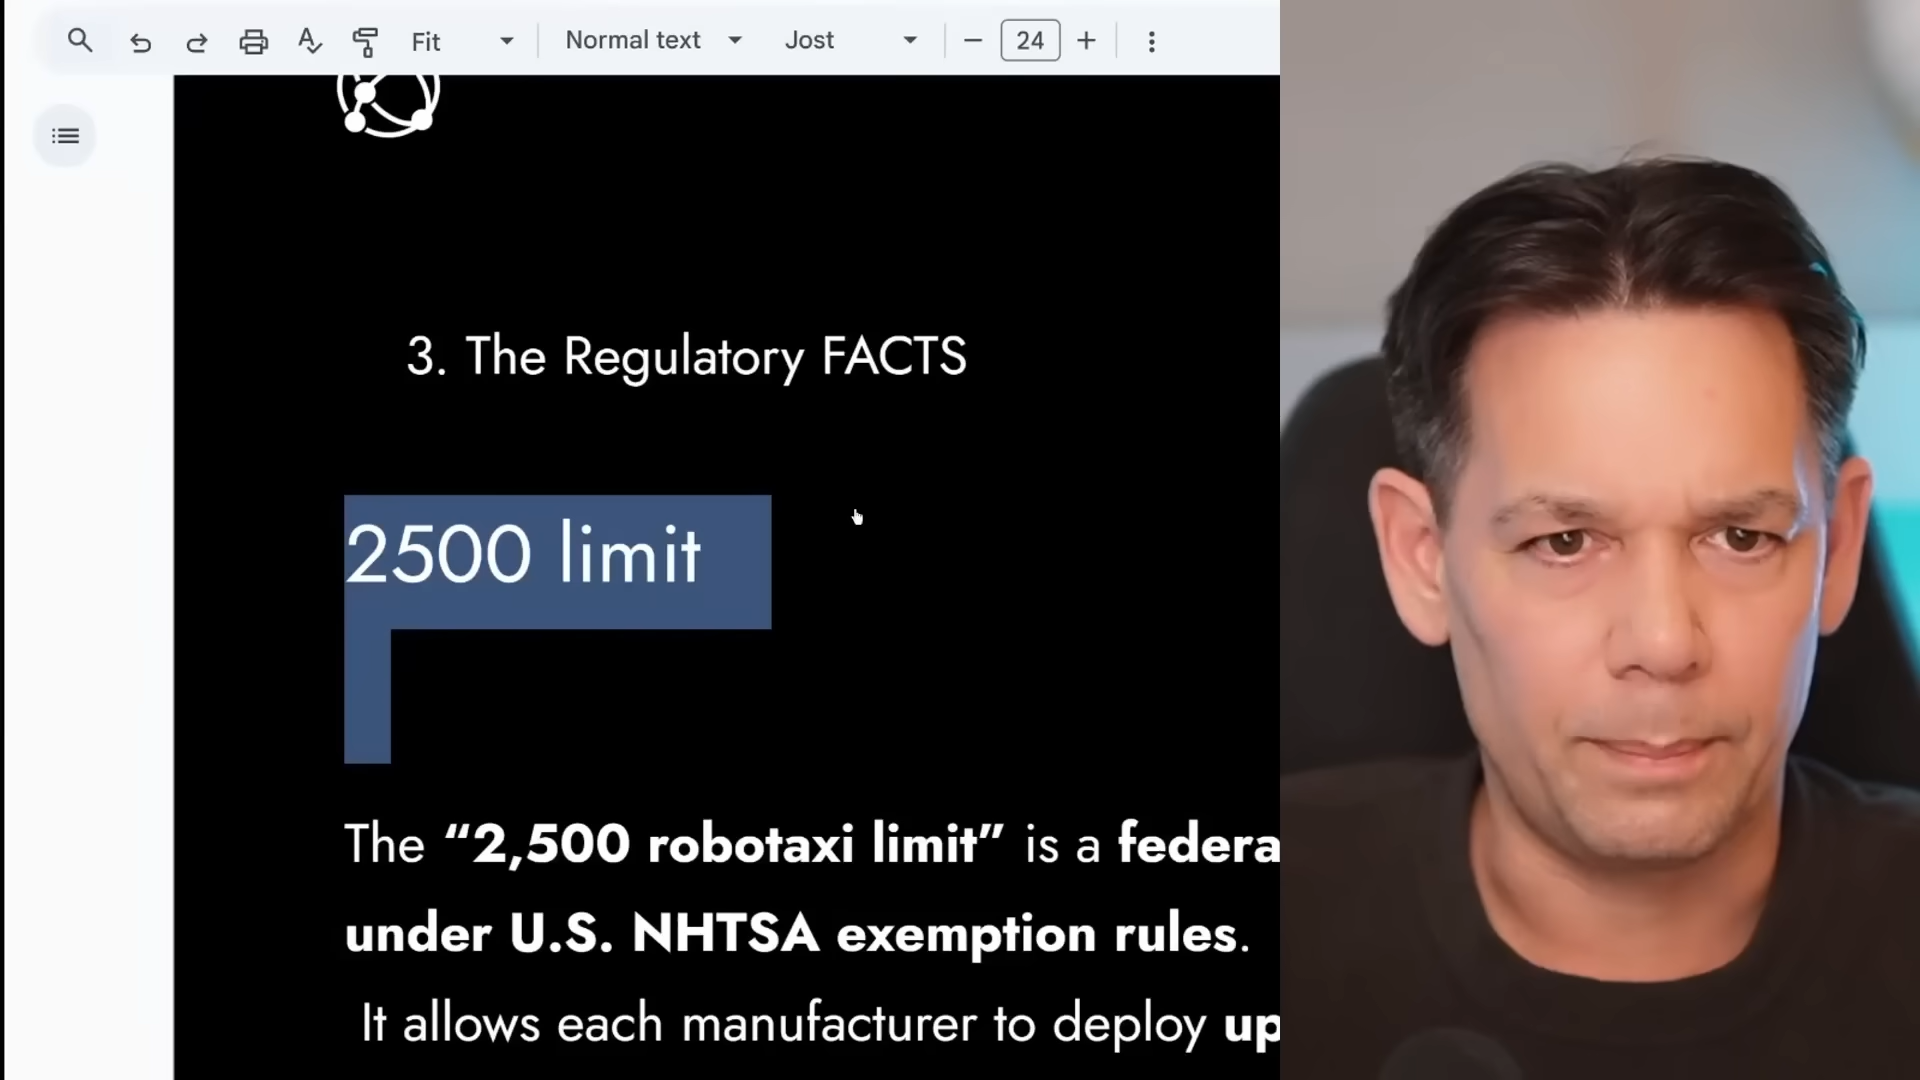 Fit
Normal text
Jost
24
3. The Regulatory FACTS
2500 limit
The “2,500 robotaxi limit” is a federa
under U.S. NHTSA exemption rules.
It allows each manufacturer to deploy up